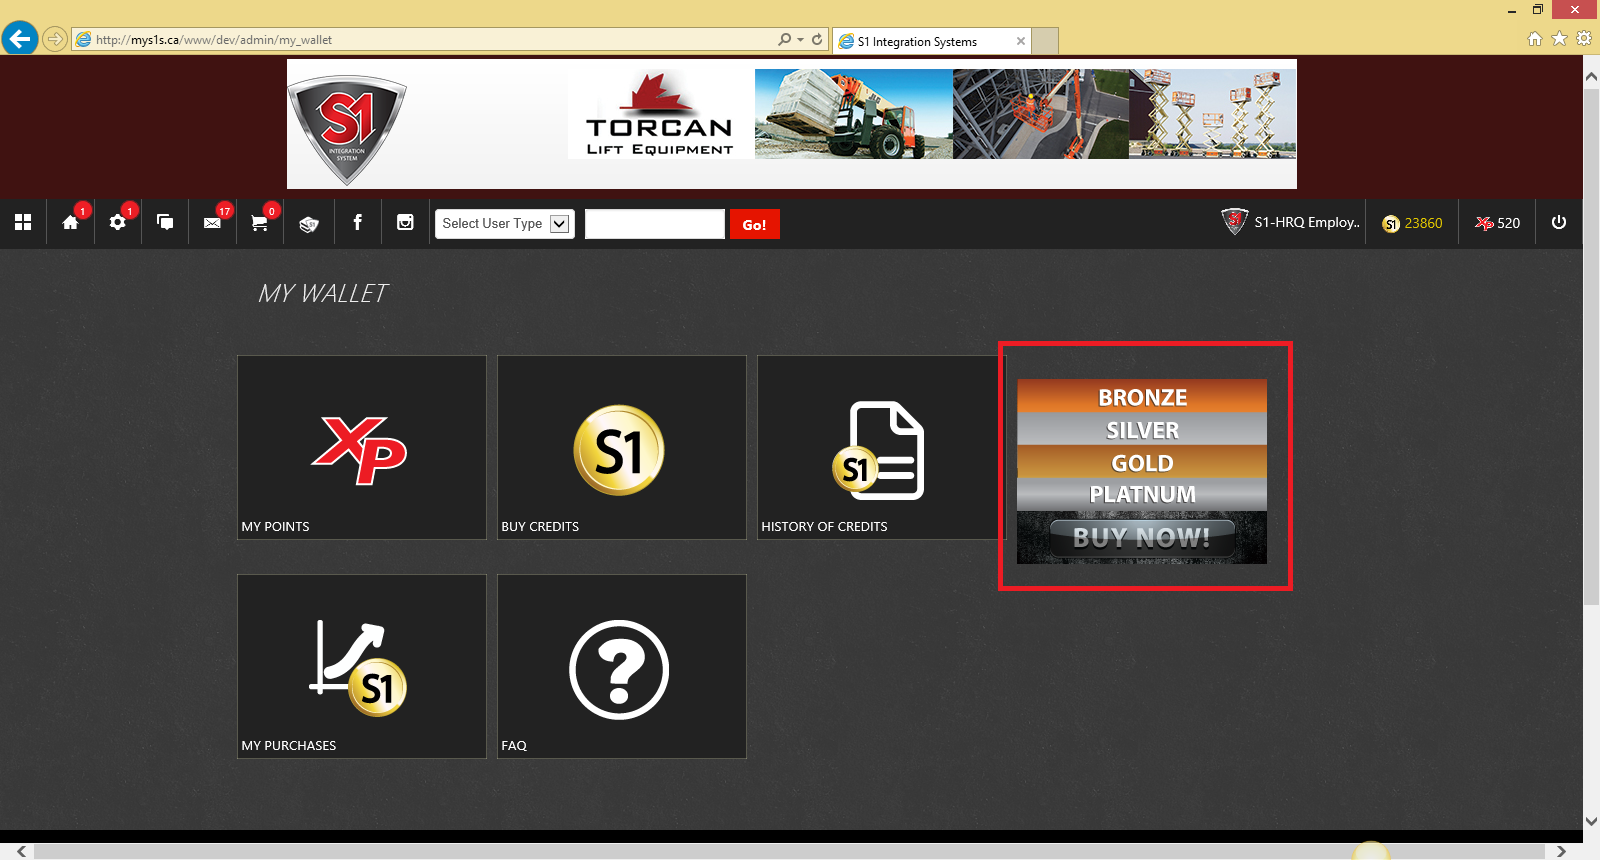 http://mys1s.ca/www/dev/admin/my_wallet
S1 Integration Systems
S1
INTEGRATION
SYSTEM
TORCAN
LIFT EQUIPMENT
1
1
17
0
Select User Type
Go!
S1-HRQ Employ..
S1 23860
XP 520
MY WALLET
XP
MY POINTS
S1
BUY CREDITS
S1
HISTORY OF CREDITS
BRONZE
SILVER
GOLD
PLATNUM
BUY NOW!
S1
MY PURCHASES
?
FAQ